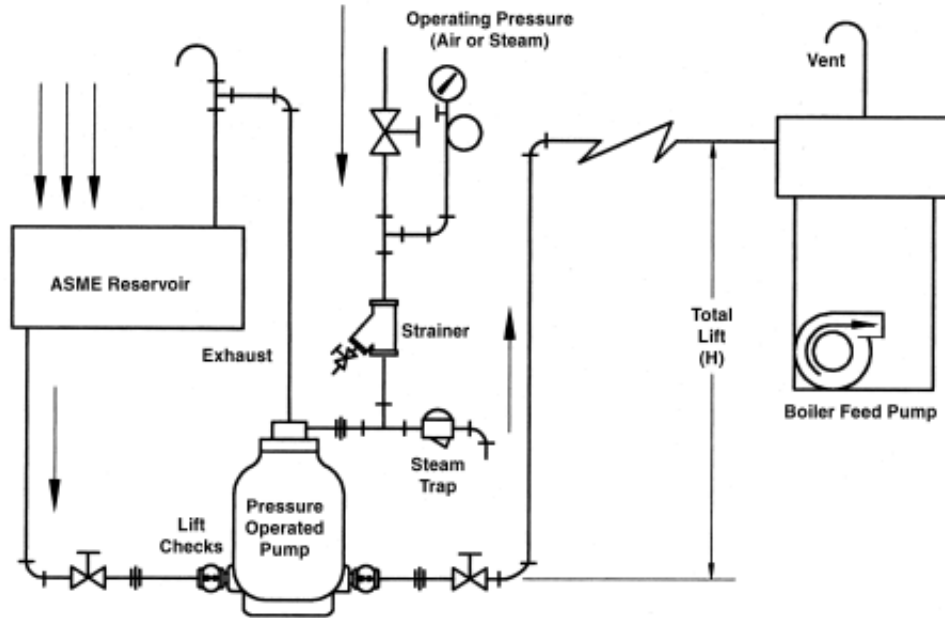 Operating Pressure
(Air or Steam)
Vent
ASME Reservoir
Strainer
Exhaust
Total
Lift
(H)
Boiler Feed Pump
Steam
Trap
Pressure
Operated
Pump
Lift
Checks